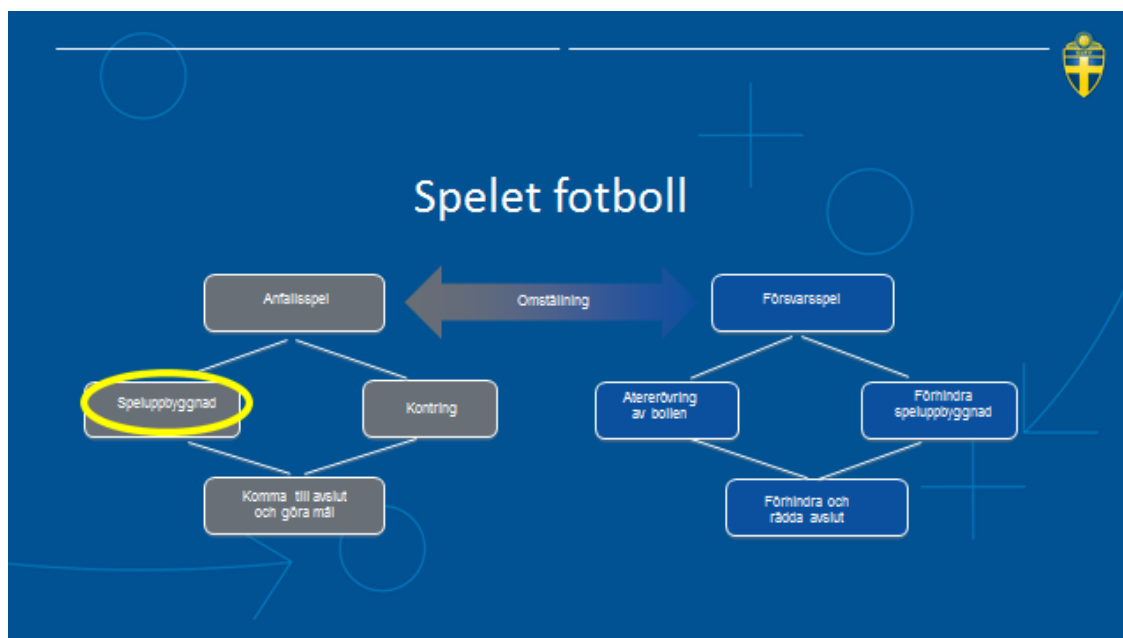 Spelet fotboll
Anfallsspel
Omställning
Försvarsspel
Speluppbyggnad
Kontring
Återerövring
av bollen
Förhindra
speluppbyggnad
Komma till avslut
och göra mål
Förhindra och
rädda avslut